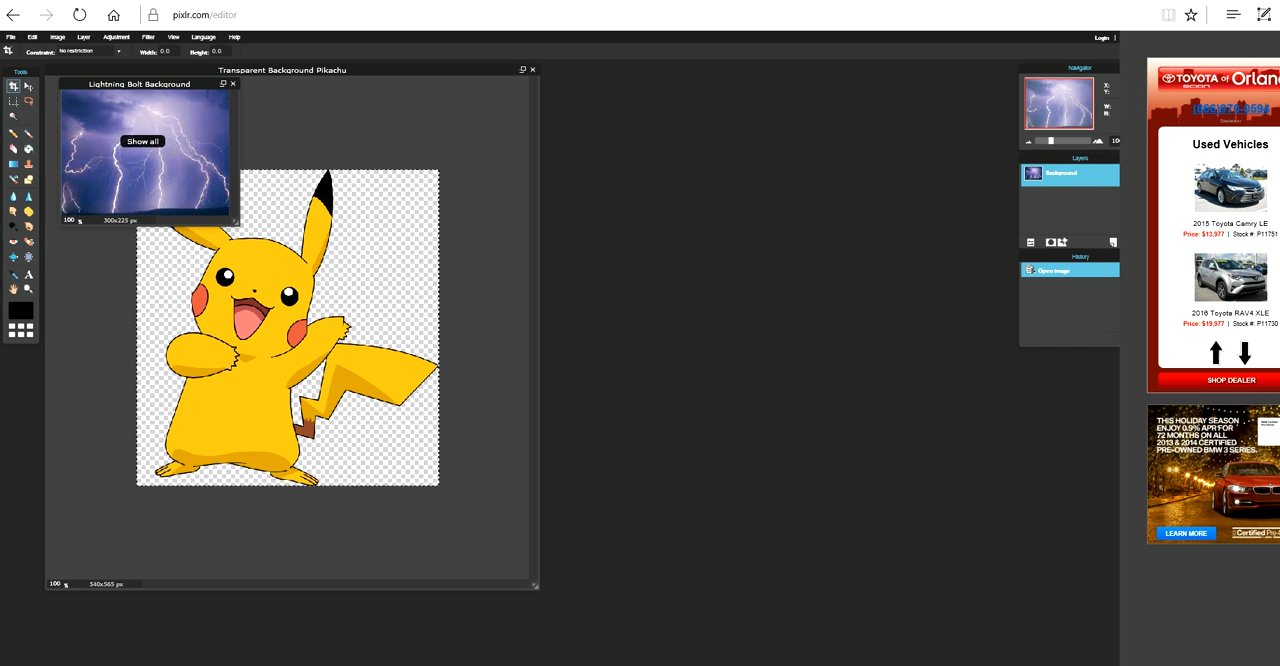 pixlr.com/editor
File Edit Image Layer Adjustment Filter View Language Help
Login
Constraint: No restriction Width: 0.0 Height: 0.0
Tools
Transparent Background Pikachu
Lightning Bolt Background
Show all
100 % 300x225 px
100 % 540x565 px
Navigator
X:
Y:
W:
H:
100
Layers
Background
History
Open image
TOYOTA OF Orlan
SCION
(866)979-0594
Disclaimer
Used Vehicles
2015 Toyota Camry LE
Price: $13,977 | Stock #: P11751
2016 Toyota RAV4 XLE
Price: $19,977 | Stock #: P11730
SHOP DEALER
THIS HOLIDAY SEASON
ENJOY 0.9% APR FOR
72 MONTHS ON ALL
2013 & 2014 CERTIFIED
PRE-OWNED BMW 3 SERIES.
LEARN MORE
Certified Pre-